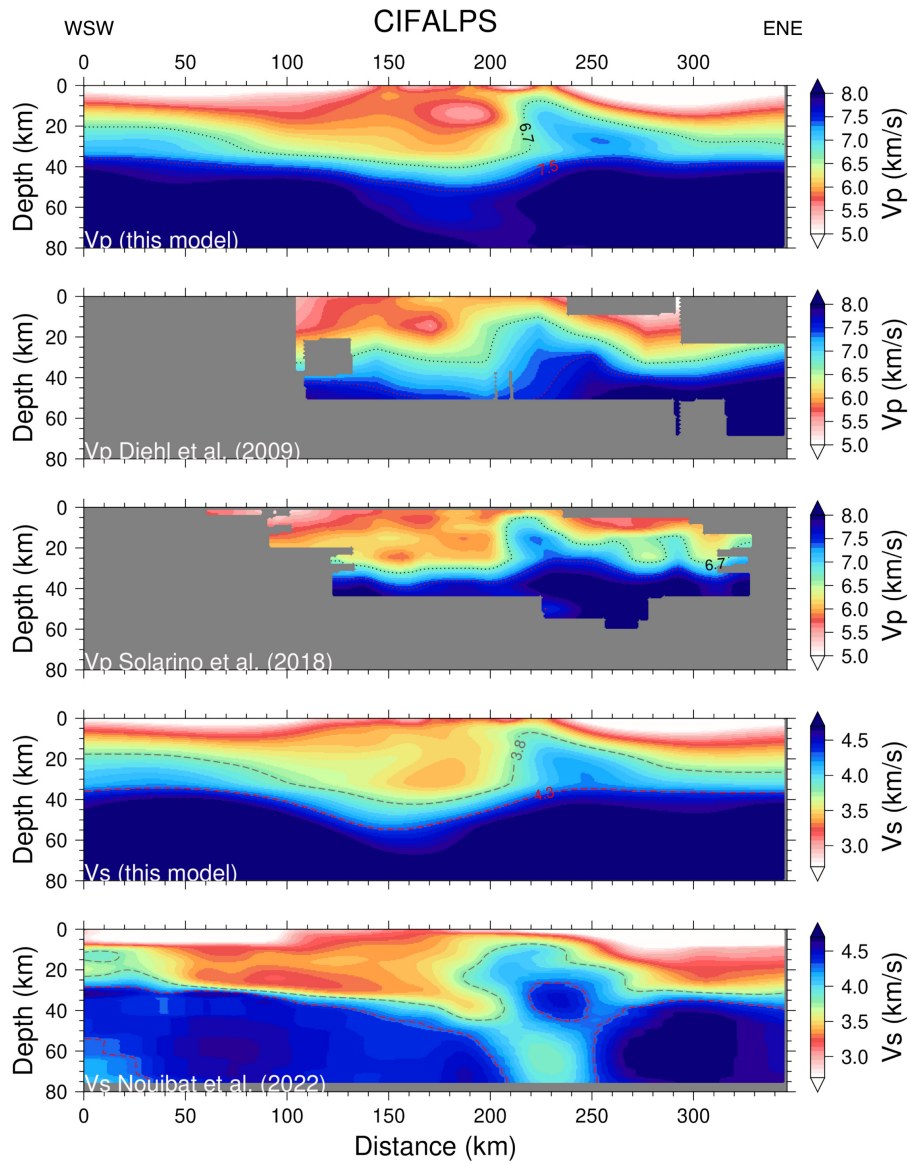 CIFALPS
WSW ENE
0 50 100 150 200 250 300
0
20
40
60
80
Depth (km)
6.7
7.5
Vp (this model)
8.0
7.5
7.0
6.5
6.0
5.5
5.0
Vp (km/s)
0
20
40
60
80
Depth (km)
Vp Diehl et al. (2009)
8.0
7.5
7.0
6.5
6.0
5.5
5.0
Vp (km/s)
0
20
40
60
80
Depth (km)
6.7
Vp Solarino et al. (2018)
8.0
7.5
7.0
6.5
6.0
5.5
5.0
Vp (km/s)
0
20
40
60
80
Depth (km)
3.8
4.3
Vs (this model)
4.5
4.0
3.5
3.0
Vs (km/s)
0
20
40
60
80
Depth (km)
Vs Nouibat et al. (2022)
4.5
4.0
3.5
3.0
Vs (km/s)
0 50 100 150 200 250 300
Distance (km)